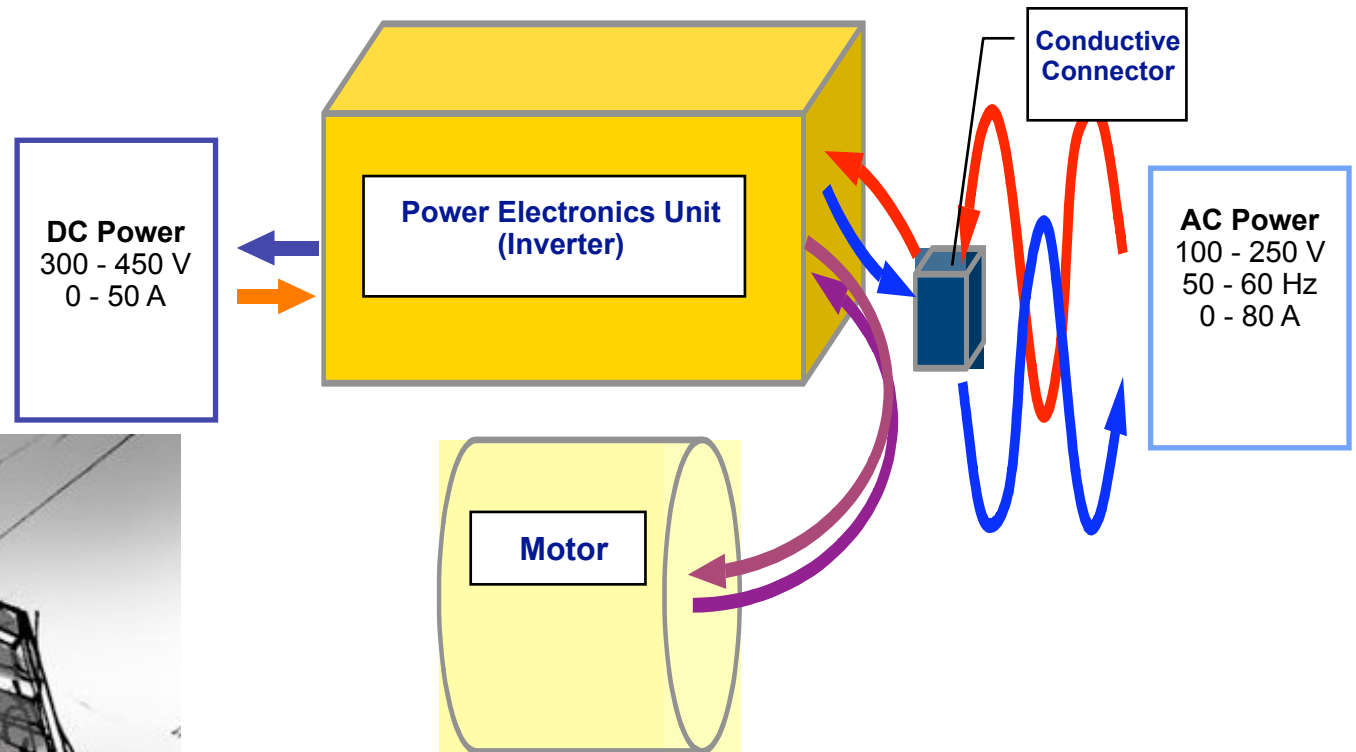 Conductive
Connector
Power Electronics Unit
(Inverter)
DC Power
300 - 450 V
0 - 50 A
AC Power
100 - 250 V
50 - 60 Hz
0 - 80 A
Motor